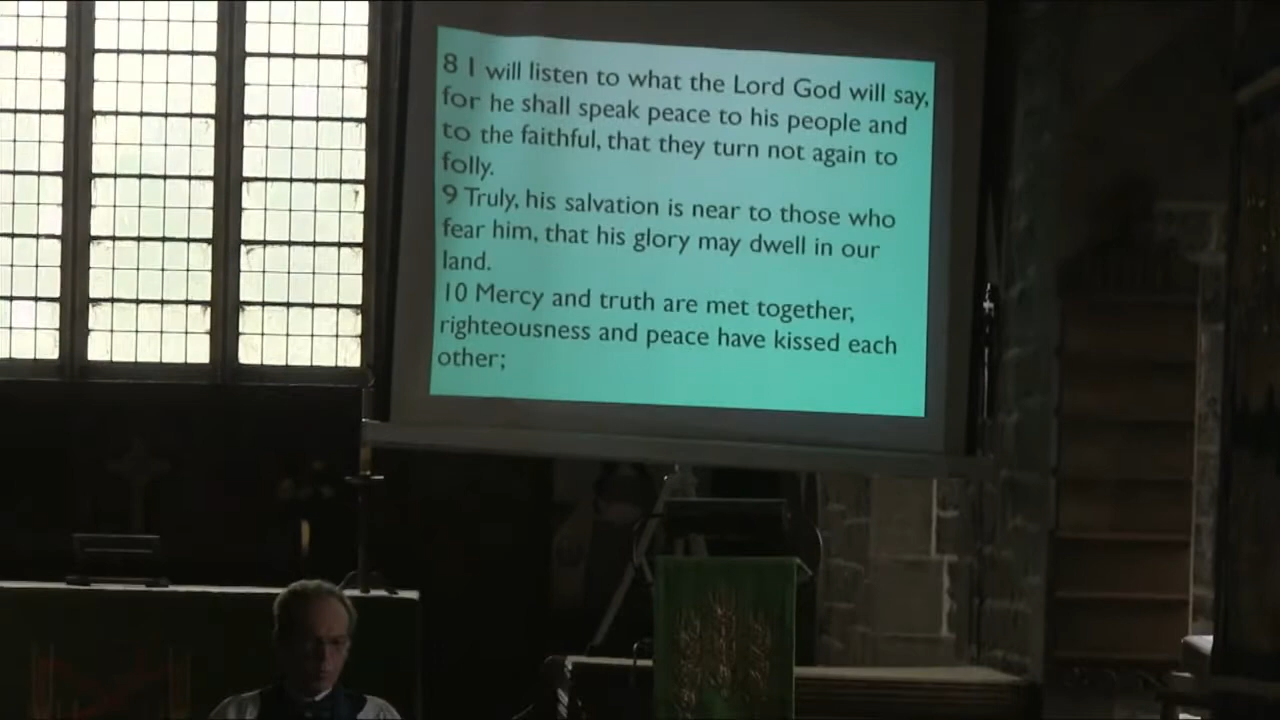 8 I will listen to what the Lord God will say,
for he shall speak peace to his people and
to the faithful, that they turn not again to
folly.
9 Truly, his salvation is near to those who
fear him, that his glory may dwell in our
land.
10 Mercy and truth are met together,
righteousness and peace have kissed each
other;